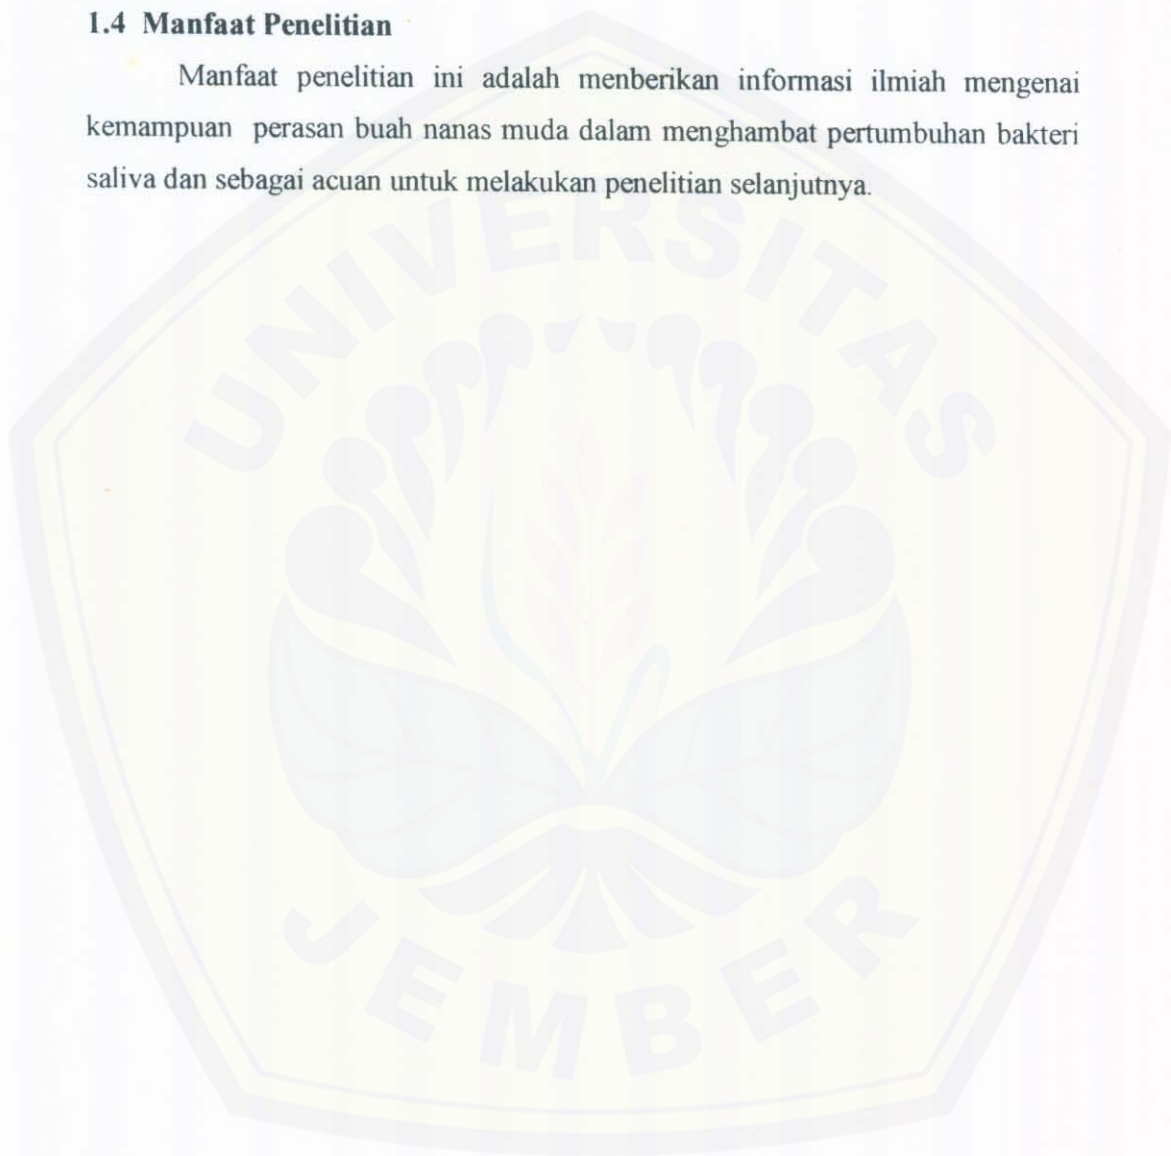 1.4 Manfaat Penelitian
Manfaat penelitian ini adalah menberikan informasi ilmiah mengenai
kemampuan perasan buah nanas muda dalam menghambat pertumbuhan bakteri
saliva dan sebagai acuan untuk melakukan penelitian selanjutnya.
UNIVERSITAS
JEMBER